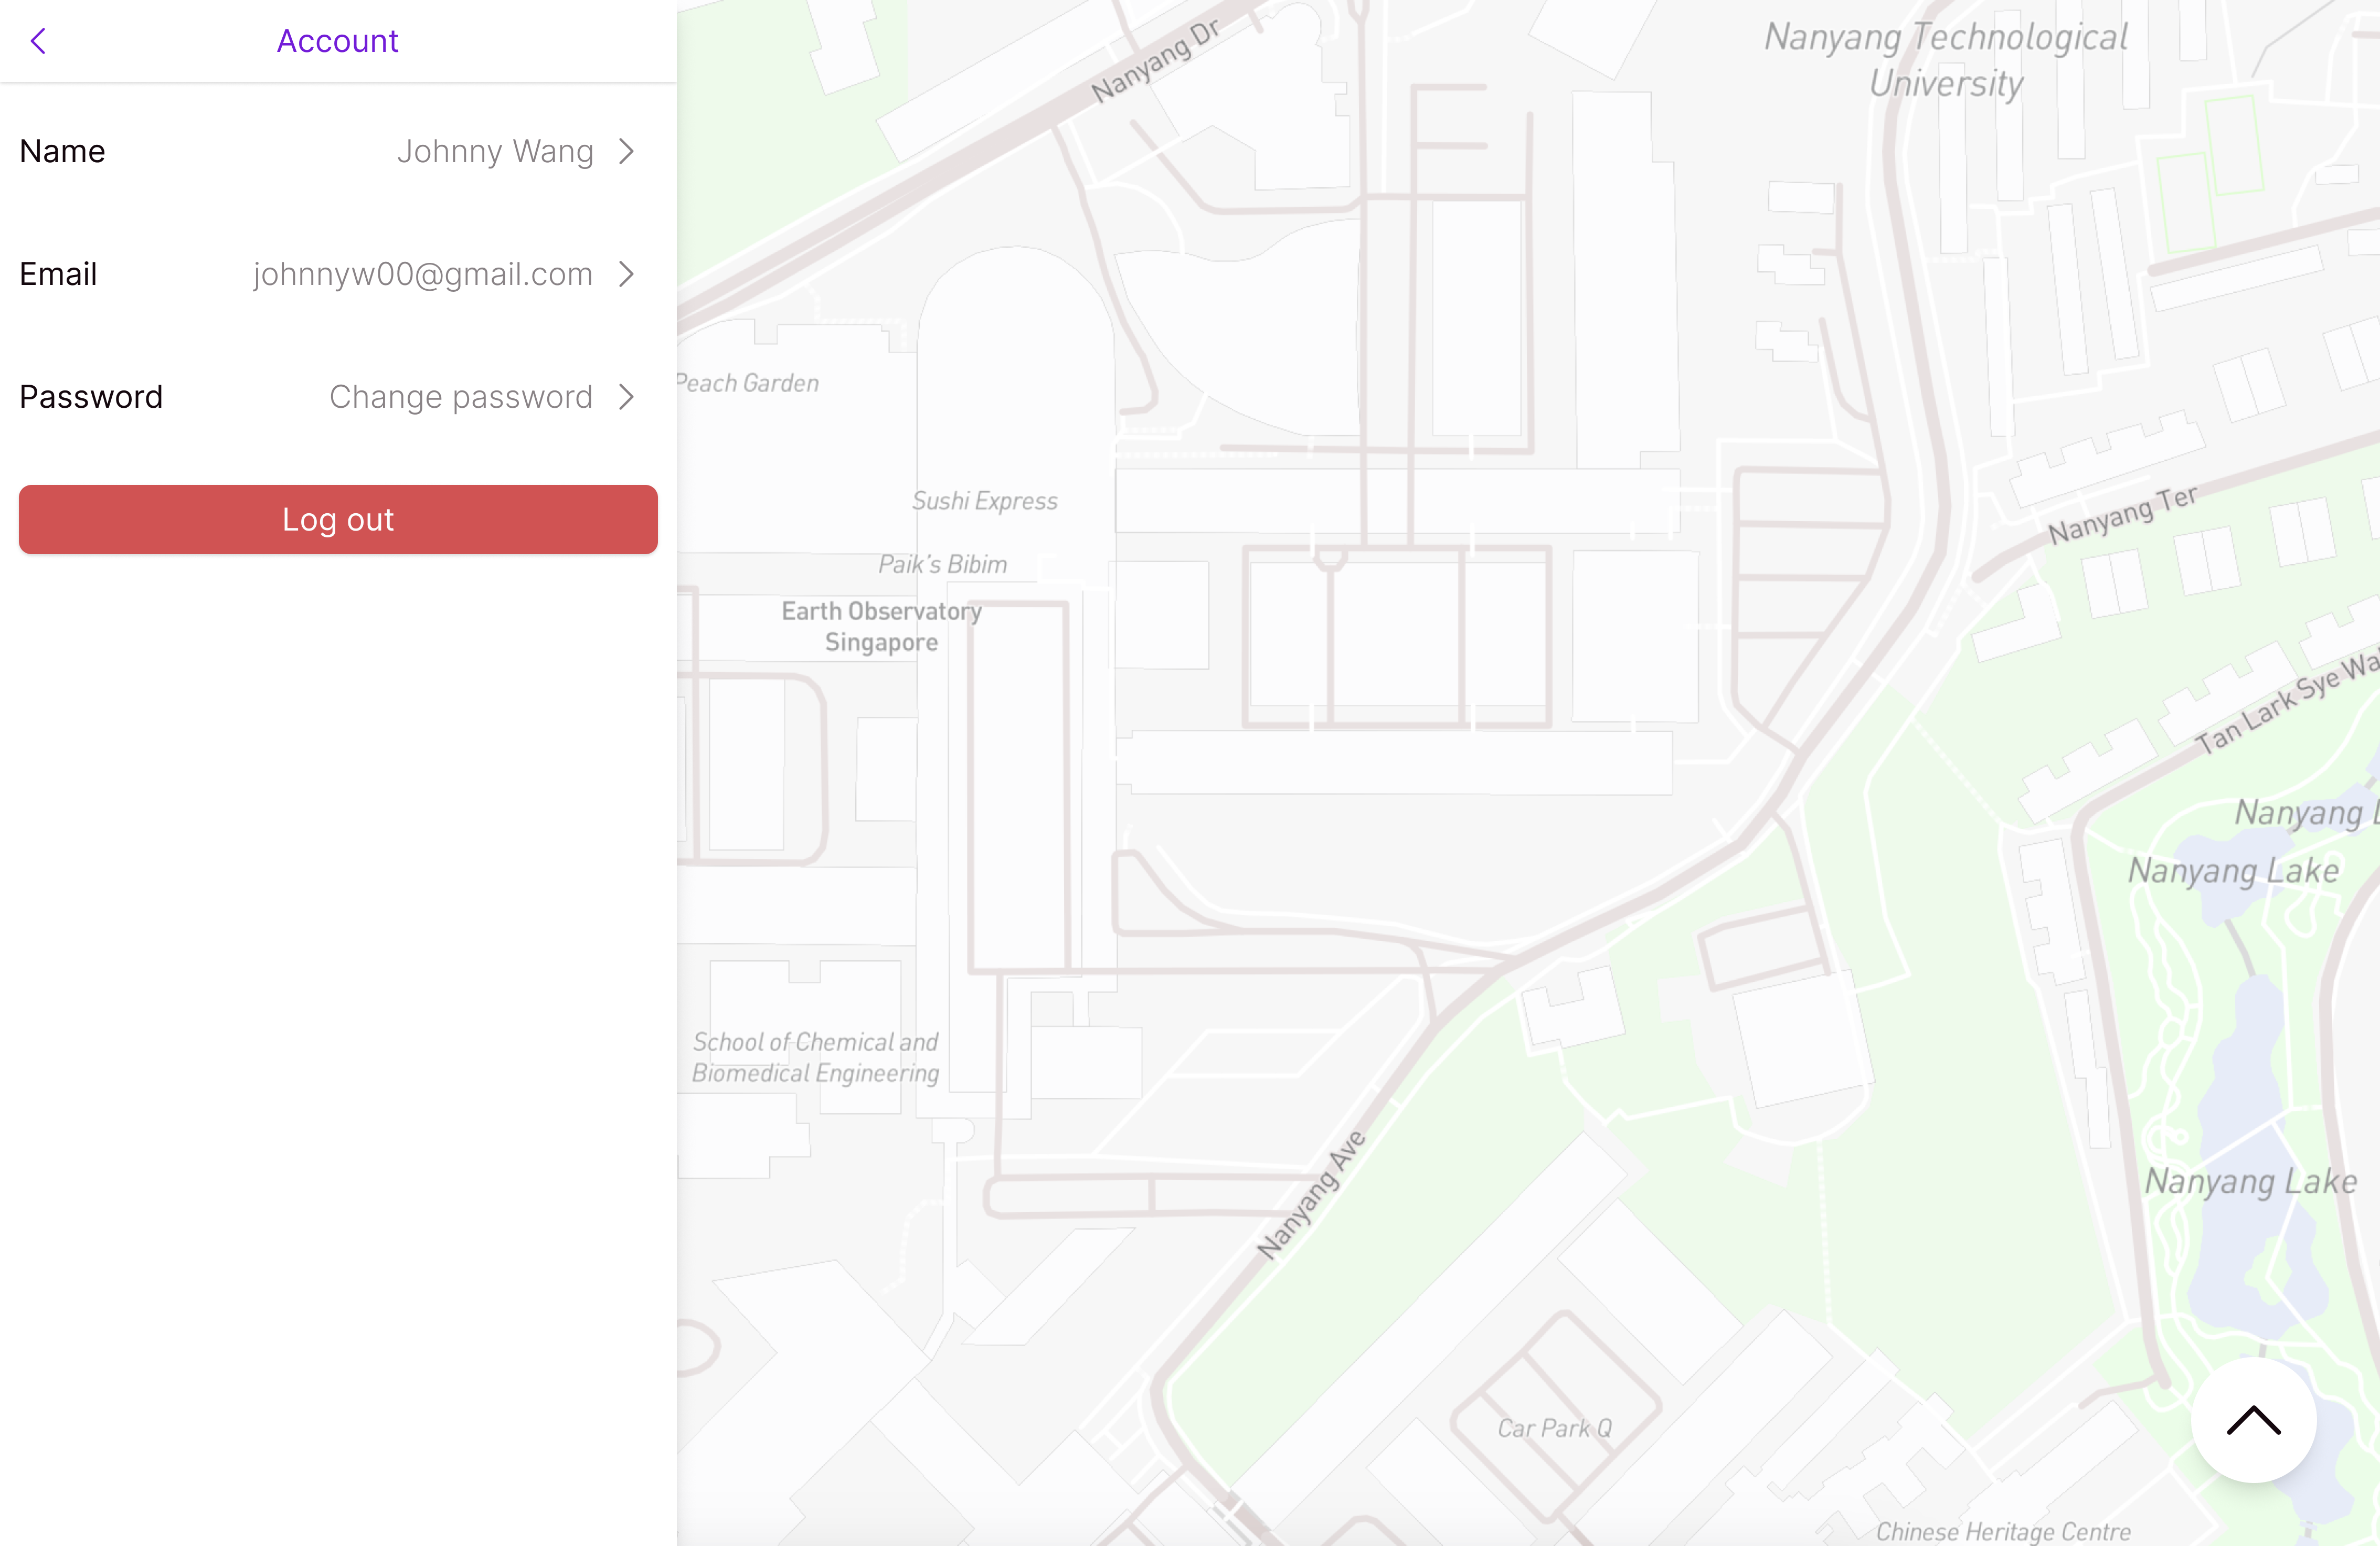 Account
Name
Johnny Wang
Email
johnnyw00@gmail.com
Password
Change password
Log out
Nanyang Dr
Nanyang Technological
University
Peach Garden
Sushi Express
Paik's Bibim
Earth Observatory
Singapore
Nanyang Ter
Tan Lark Sye Wal
Nanyang L
Nanyang Lake
School of Chemical and
Biomedical Engineering
Nanyang Ave
Nanyang Lake
Car Park Q
Chinese Heritage Centre